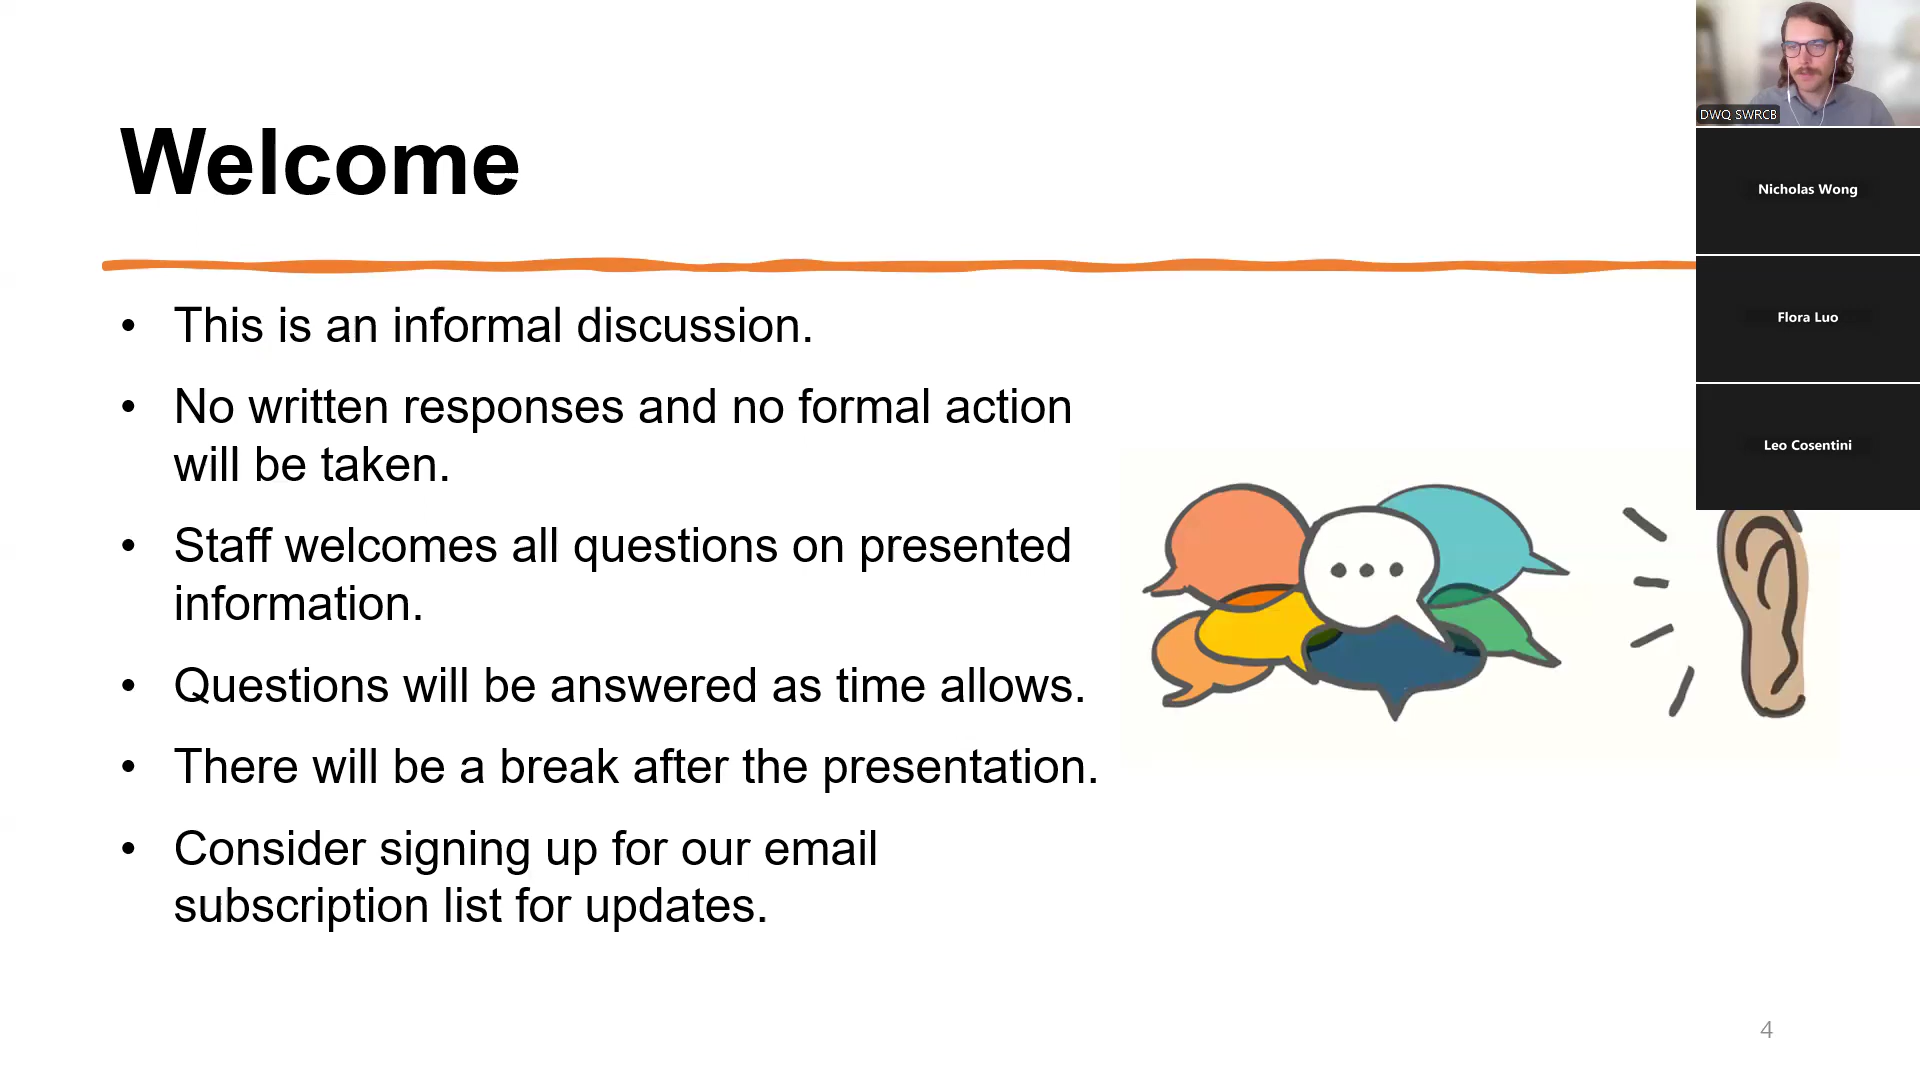 Welcome
• This is an informal discussion.
• No written responses and no formal action
will be taken.
• Staff welcomes all questions on presented
information.
• Questions will be answered as time allows.
• There will be a break after the presentation.
• Consider signing up for our email
subscription list for updates.
4
DWQ SWRCB
Nicholas Wong
Flora Luo
Leo Cosentini